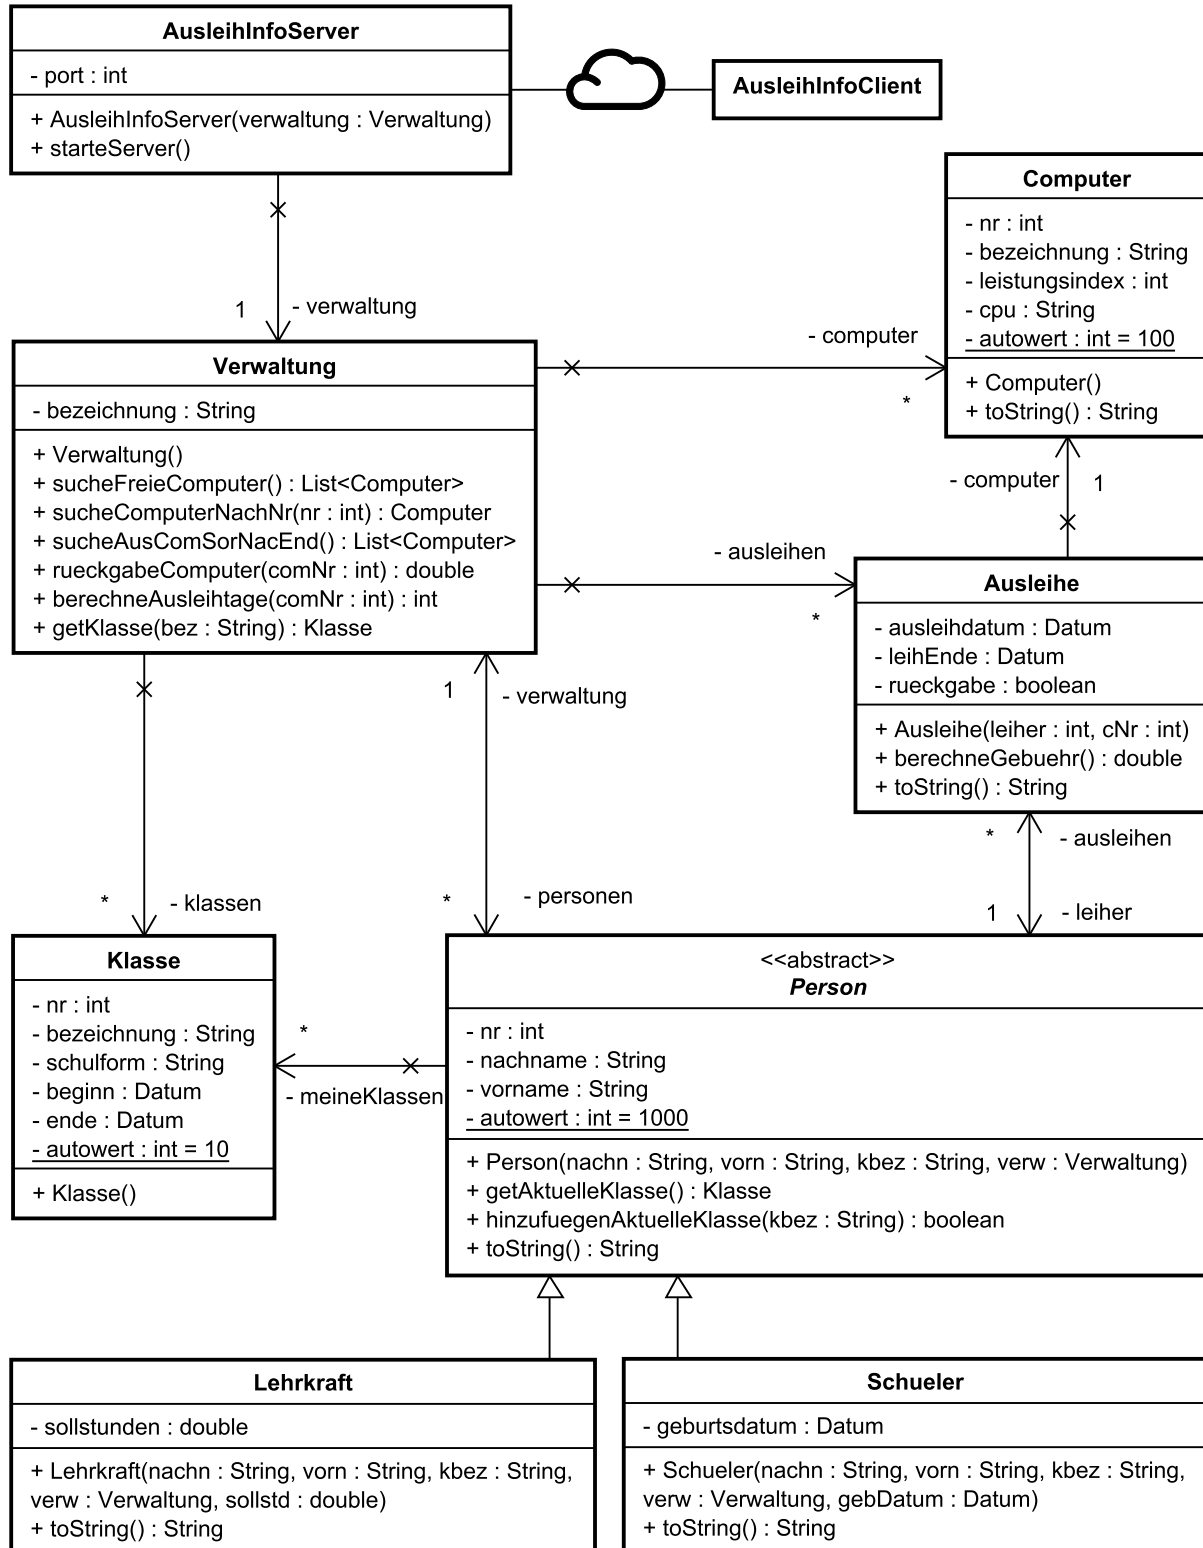 AusleihInfoServer
- port : int
+ AusleihInfoServer(verwaltung : Verwaltung)
+ starteServer()
AusleihInfoClient
Computer
- nr : int
- bezeichnung : String
- leistungsindex : int
- cpu : String
- autowert : int = 100
+ Computer()
+ toString() : String
1
- verwaltung
Verwaltung
- bezeichnung : String
+ Verwaltung()
+ sucheFreieComputer() : List<Computer>
+ sucheComputerNachNr(nr : int) : Computer
+ sucheAusComSorNacEnd() : List<Computer>
+ rueckgabeComputer(comNr : int) : double
+ berechneAusleihtage(comNr : int) : int
+ getKlasse(bez : String) : Klasse
- computer
*
- computer
1
- ausleihen
*
Ausleihe
- ausleihdatum : Datum
- leihEnde : Datum
- rueckgabe : boolean
+ Ausleihe(leiher : int, cNr : int)
+ berechneGebuehr() : double
+ toString() : String
1
- verwaltung
*
- ausleihen
*
- klassen
*
- personen
1
- leiher
Klasse
- nr : int
- bezeichnung : String
- schulform : String
- beginn : Datum
- ende : Datum
- autowert : int = 10
+ Klasse()
*
- meineKlassen
<<abstract>>
Person
- nr : int
- nachname : String
- vorname : String
- autowert : int = 1000
+ Person(nachn : String, vorn : String, kbez : String, verw : Verwaltung)
+ getAktuelleKlasse() : Klasse
+ hinzufuegenAktuelleKlasse(kbez : String) : boolean
+ toString() : String
Lehrkraft
- sollstunden : double
+ Lehrkraft(nachn : String, vorn : String, kbez : String,
verw : Verwaltung, sollstd : double)
+ toString() : String
Schueler
- geburtsdatum : Datum
+ Schueler(nachn : String, vorn : String, kbez : String,
verw : Verwaltung, gebDatum : Datum)
+ toString() : String